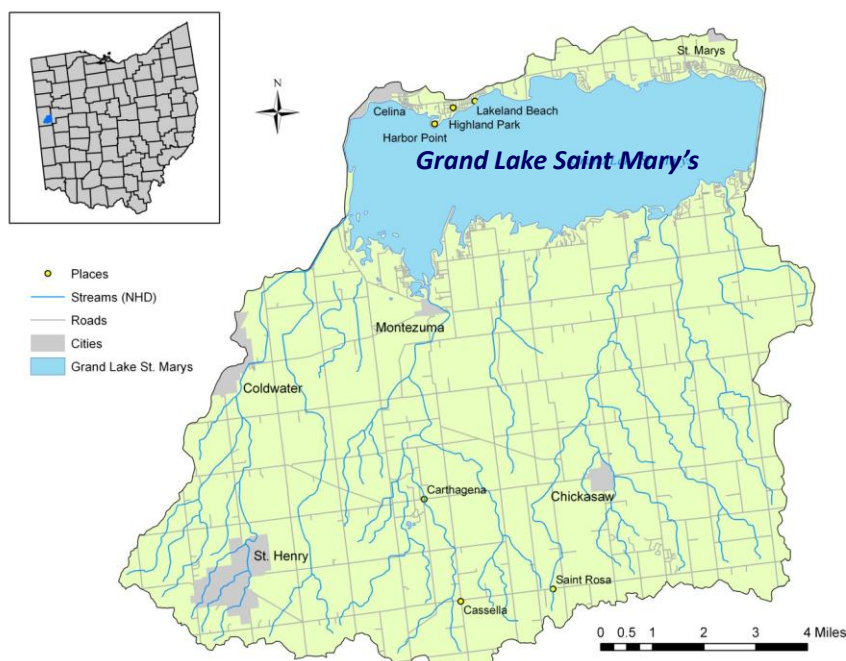 N
St. Marys
Celina
Lakeland Beach
Highland Park
Harbor Point
Grand Lake Saint Mary's
Places
Streams (NHD)
Roads
Cities
Grand Lake St. Marys
Montezuma
Coldwater
Carthagena
Chickasaw
St. Henry
Saint Rosa
Cassella
0 0.5 1 2 3 4 Miles